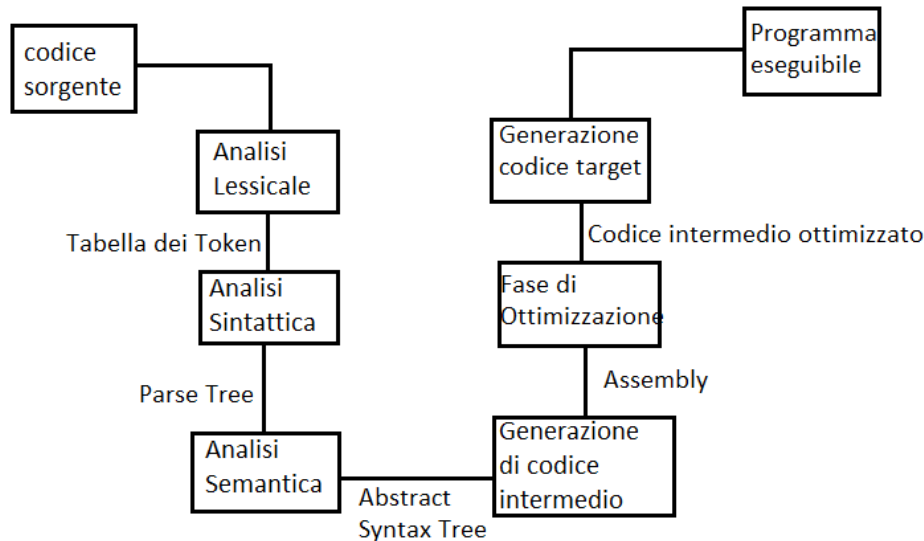 codice
sorgente
Analisi
Lessicale
Tabella dei Token
Analisi
Sintattica
Parse Tree
Analisi
Semantica
Abstract
Syntax Tree
Generazione
di codice
intermedio
Assembly
Fase di
Ottimizzazione
Codice intermedio ottimizzato
Generazione
codice target
Programma
eseguibile